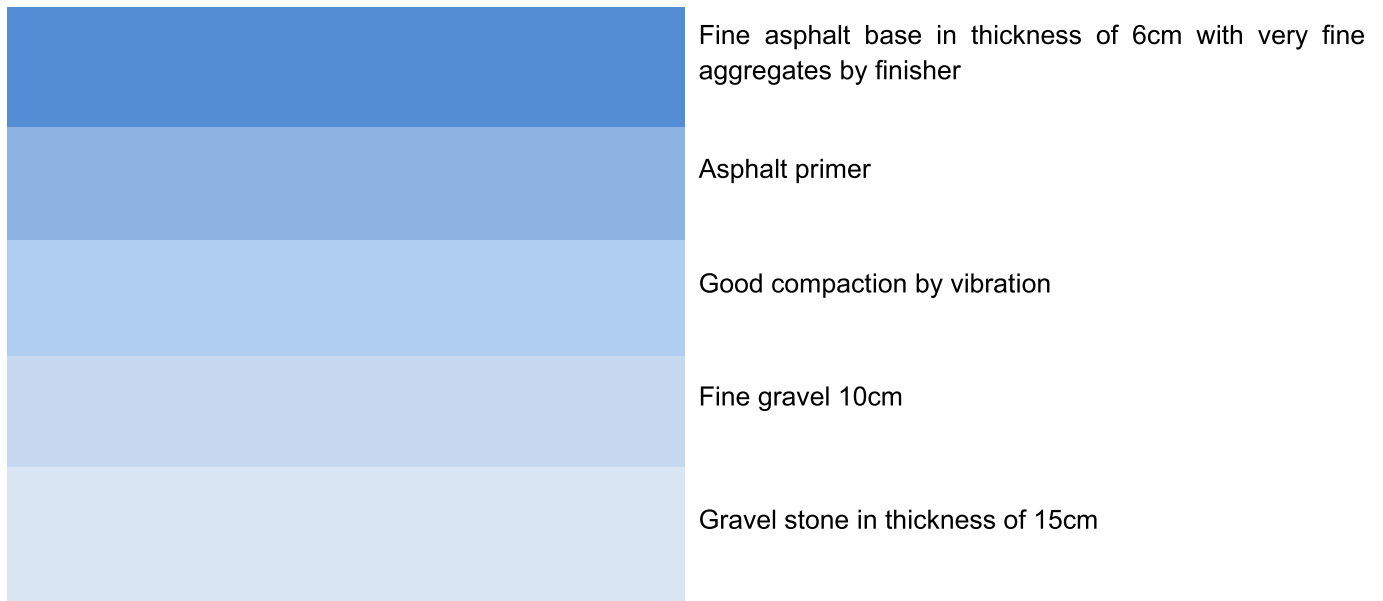 Fine asphalt base in thickness of 6cm with very fine
aggregates by finisher
Asphalt primer
Good compaction by vibration
Fine gravel 10cm
Gravel stone in thickness of 15cm